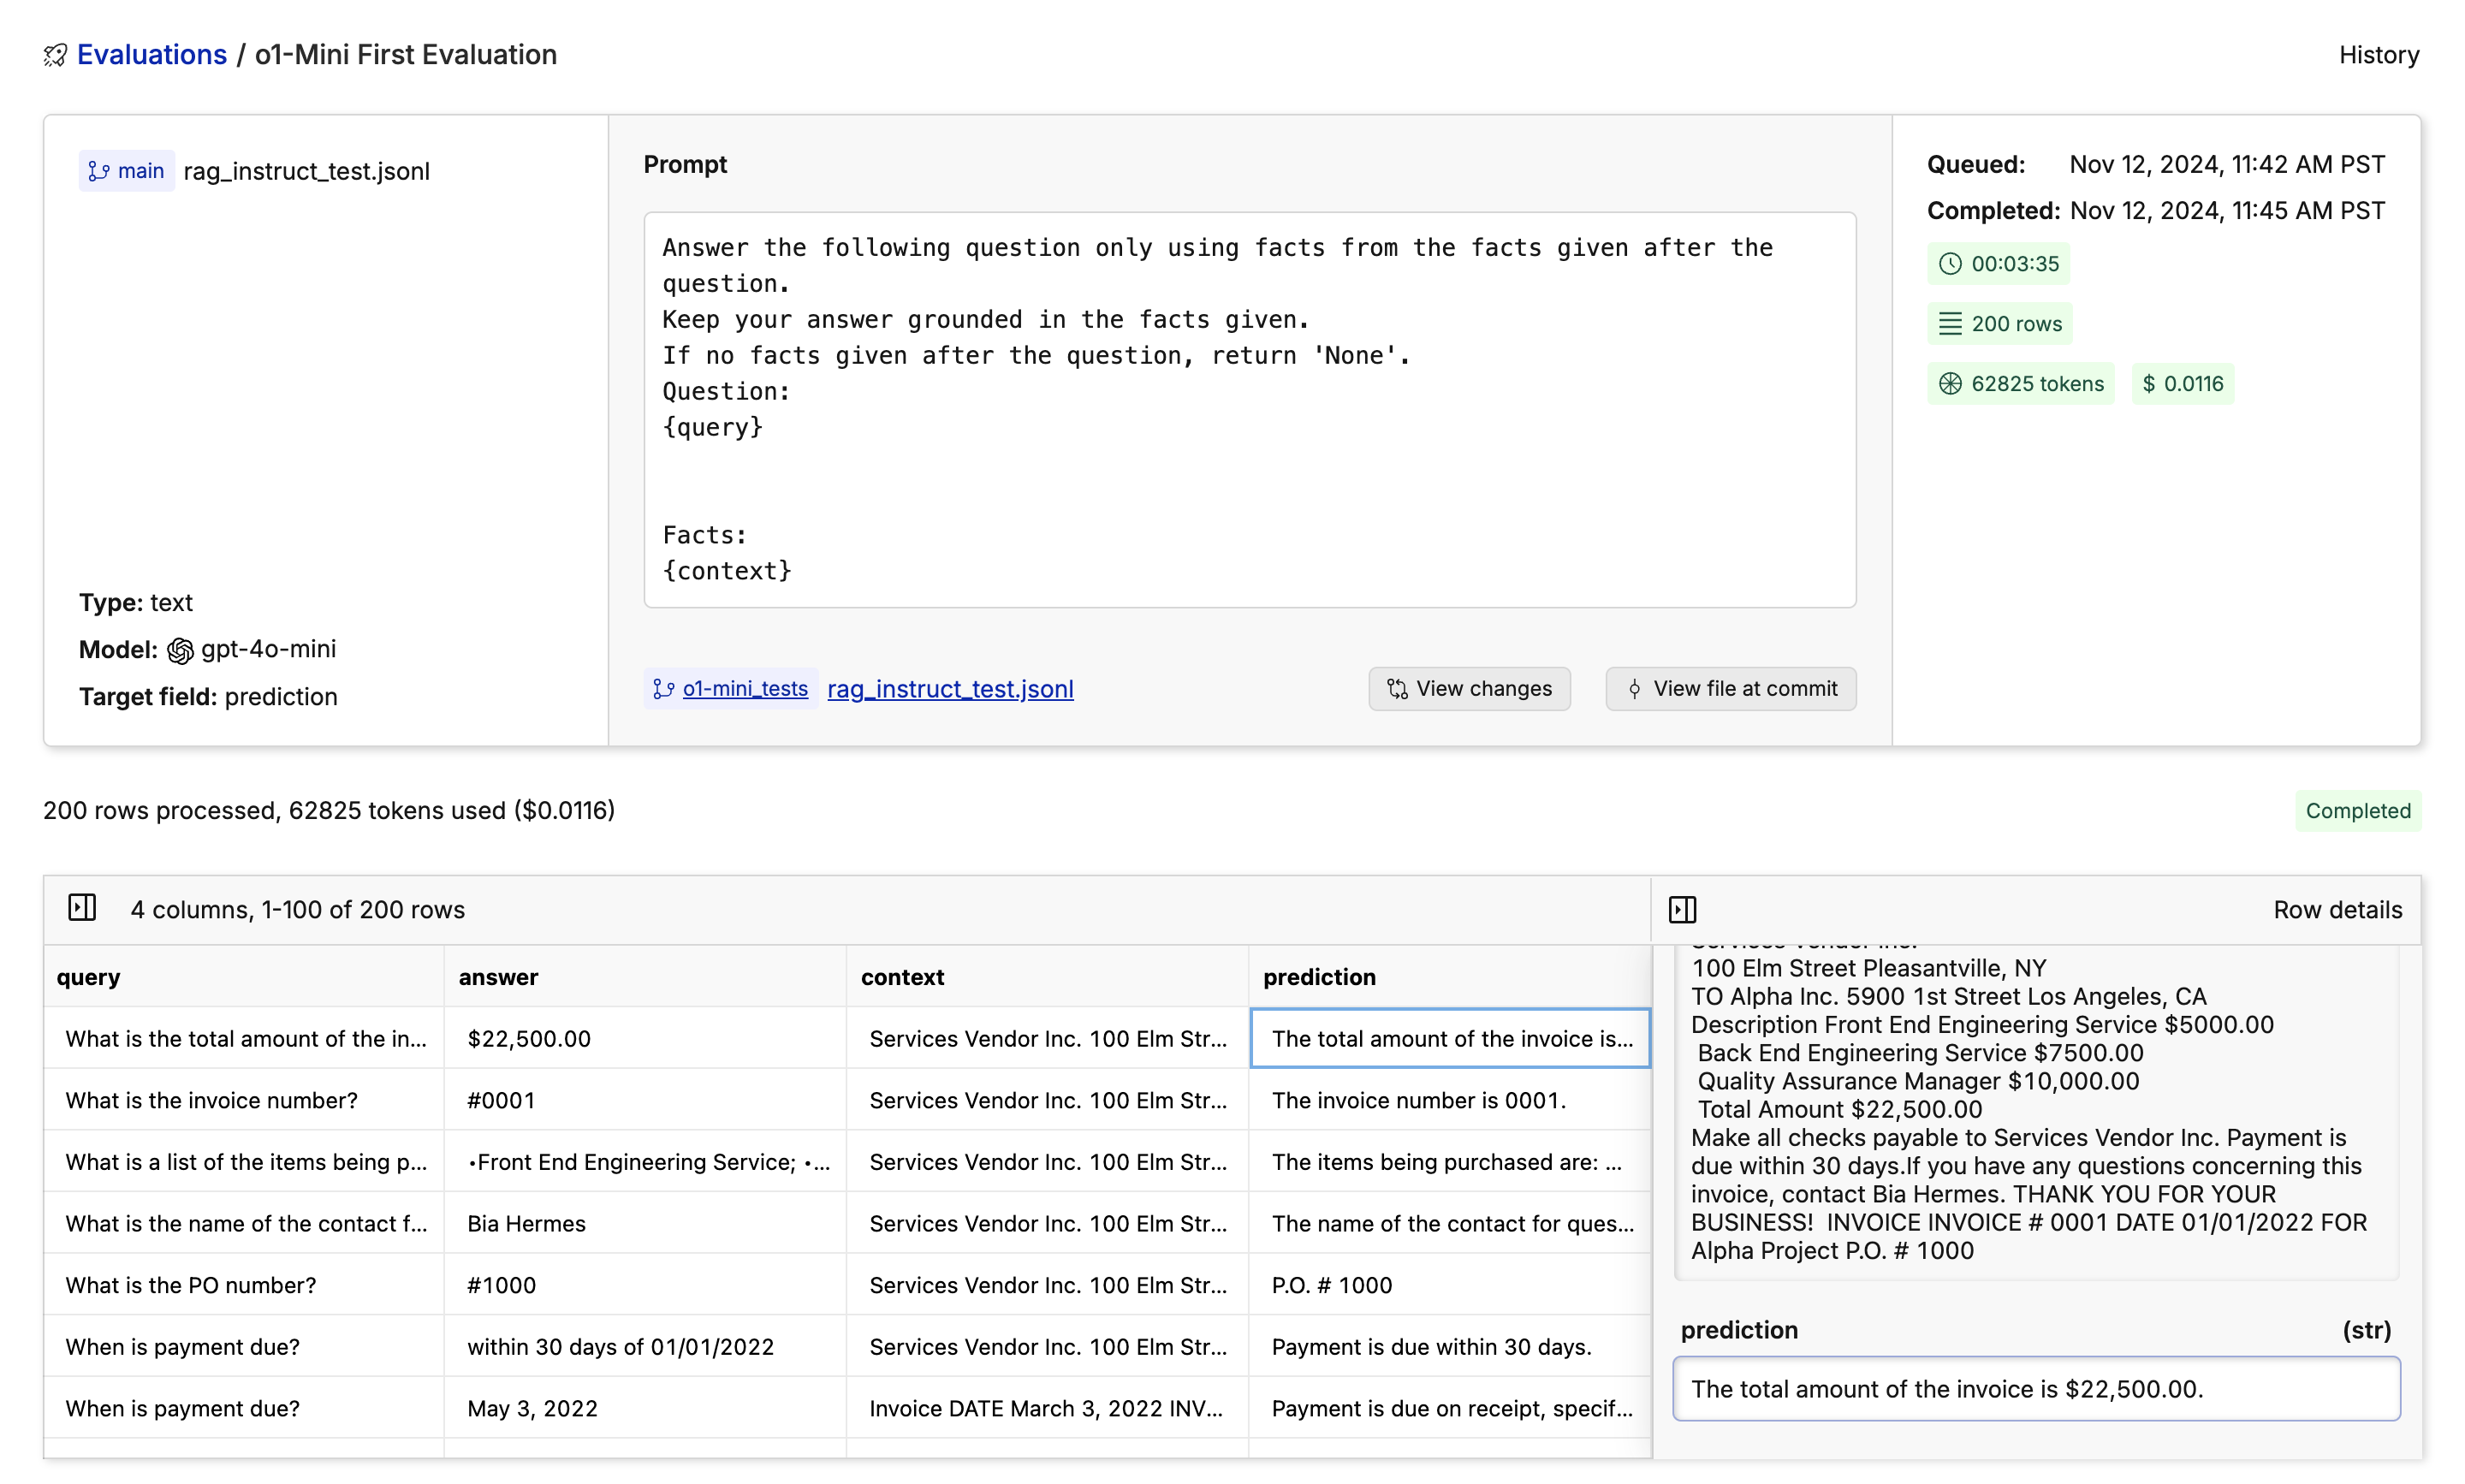 Evaluations / o1-Mini First Evaluation
History
main rag_instruct_test.jsonl
Type: text
Model: gpt-4o-mini
Target field: prediction
Prompt
Answer the following question only using facts from the facts given after the
question.
Keep your answer grounded in the facts given.
If no facts given after the question, return 'None'.
Question:
{query}
Facts:
{context}
o1-mini_tests rag_instruct_test.jsonl
View changes
View file at commit
Queued: Nov 12, 2024, 11:42 AM PST
Completed: Nov 12, 2024, 11:45 AM PST
00:03:35
200 rows
62825 tokens $ 0.0116
200 rows processed, 62825 tokens used ($0.0116)
Completed
4 columns, 1-100 of 200 rows
query answer context prediction
What is the total amount of the in... $22,500.00 Services Vendor Inc. 100 Elm Str... The total amount of the invoice is...
What is the invoice number? #0001 Services Vendor Inc. 100 Elm Str... The invoice number is 0001.
What is a list of the items being p... •Front End Engineering Service; •... Services Vendor Inc. 100 Elm Str... The items being purchased are: ...
What is the name of the contact f... Bia Hermes Services Vendor Inc. 100 Elm Str... The name of the contact for ques...
What is the PO number? #1000 Services Vendor Inc. 100 Elm Str... P.O. # 1000
When is payment due? within 30 days of 01/01/2022 Services Vendor Inc. 100 Elm Str... Payment is due within 30 days.
When is payment due? May 3, 2022 Invoice DATE March 3, 2022 INV... Payment is due on receipt, specif...
Row details
Services Vendor Inc.
100 Elm Street Pleasantville, NY
TO Alpha Inc. 5900 1st Street Los Angeles, CA
Description Front End Engineering Service $5000.00
Back End Engineering Service $7500.00
Quality Assurance Manager $10,000.00
Total Amount $22,500.00
Make all checks payable to Services Vendor Inc. Payment is
due within 30 days.If you have any questions concerning this
invoice, contact Bia Hermes. THANK YOU FOR YOUR
BUSINESS!  INVOICE INVOICE # 0001 DATE 01/01/2022 FOR
Alpha Project P.O. # 1000
prediction (str)
The total amount of the invoice is $22,500.00.